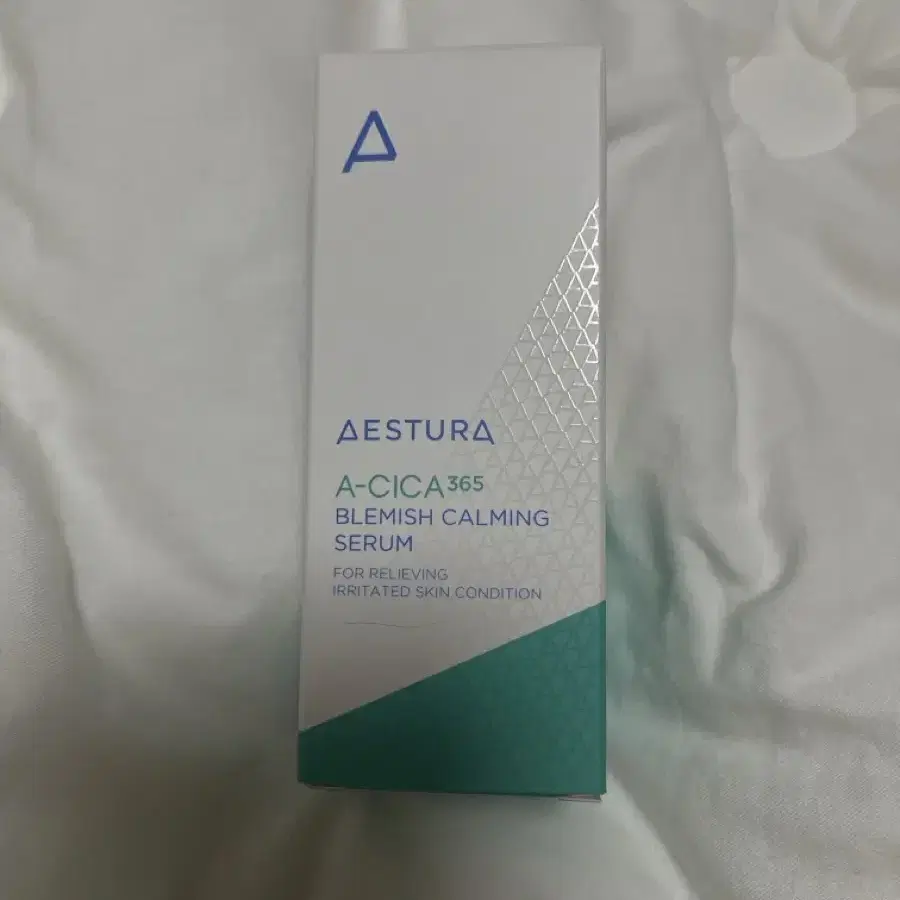 AESTURA
A-CICA³⁶⁵
BLEMISH CALMING
SERUM
FOR RELIEVING
IRRITATED SKIN CONDITION